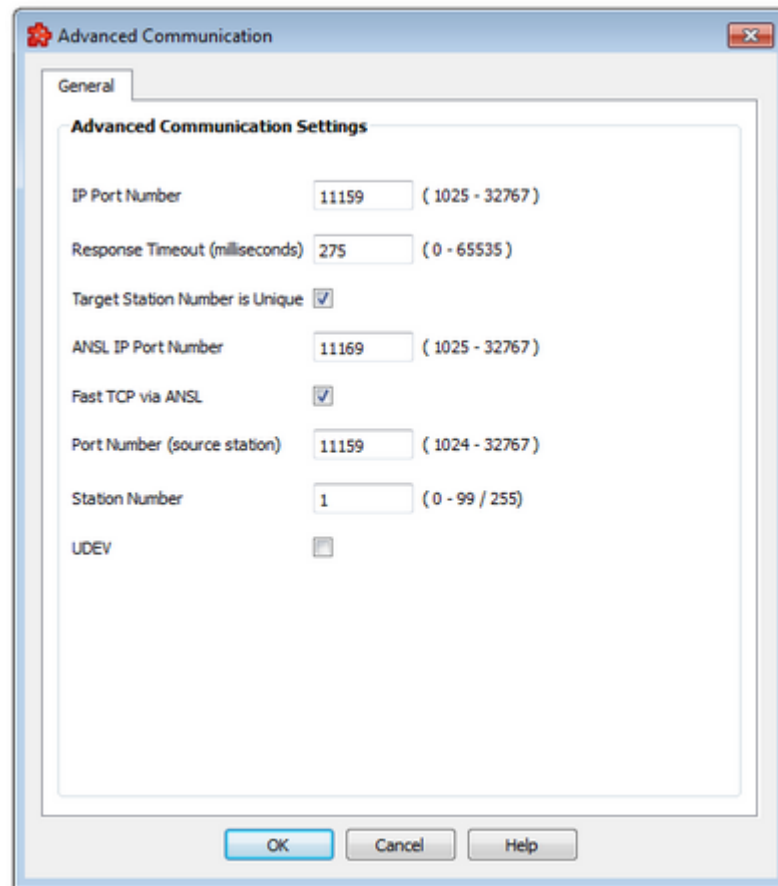 Advanced Communication
General
Advanced Communication Settings
IP Port Number 11159 ( 1025 - 32767 )
Response Timeout (milliseconds) 275 ( 0 - 65535 )
Target Station Number is Unique
ANSL IP Port Number 11169 ( 1025 - 32767 )
Fast TCP via ANSL
Port Number (source station) 11159 ( 1024 - 32767 )
Station Number 1 ( 0 - 99 / 255)
UDEV
OK Cancel Help